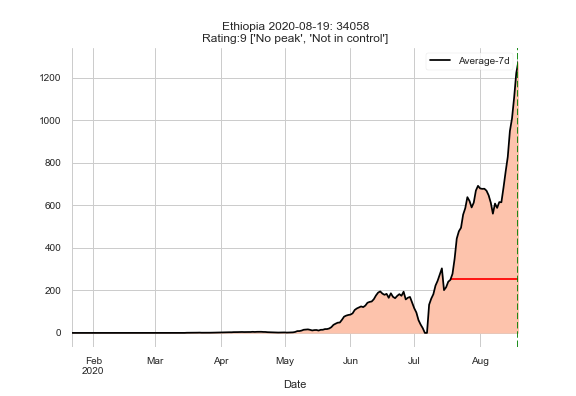 Ethiopia 2020-08-19: 34058
Rating:9 ['No peak', 'Not in control']
Average-7d
1200
1000
800
600
400
200
0
Feb Mar Apr May Jun Jul Aug
2020
Date